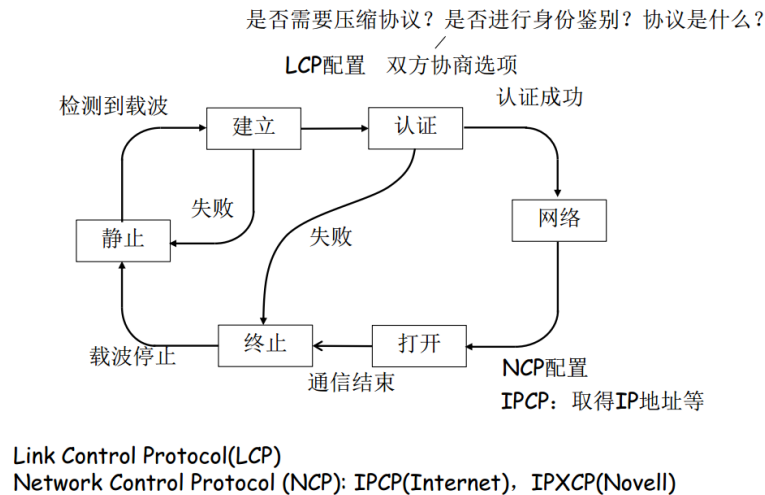 是否需要压缩协议？是否进行身份鉴别？协议是什么？
LCP配置 双方协商选项
检测到载波
认证成功
建立
认证
失败
网络
静止
失败
终止
打开
载波停止
通信结束
NCP配置
IPCP：取得IP地址等
Link Control Protocol(LCP)
Network Control Protocol (NCP): IPCP(Internet)，IPXCP(Novell)